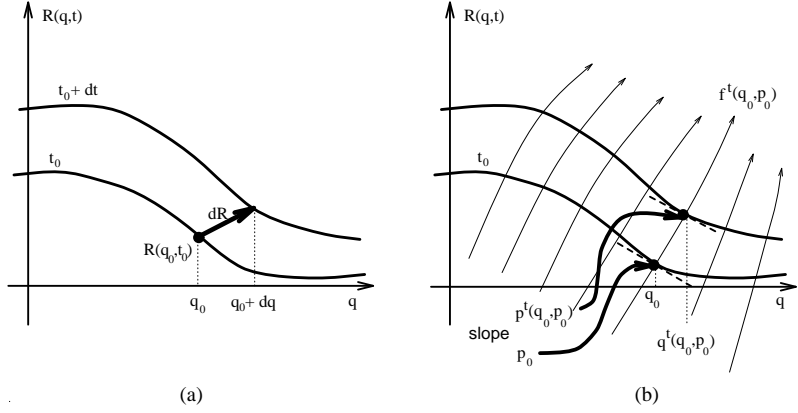 R(q,t)
t₀+ dt
t₀
dR
R(q₀,t₀)
q₀
q₀+ dq
q
(a)
R(q,t)
t₀
fᵗ(q₀,p₀)
pᵗ(q₀,p₀)
q₀
q
slope
qᵗ(q₀,p₀)
p₀
(b)